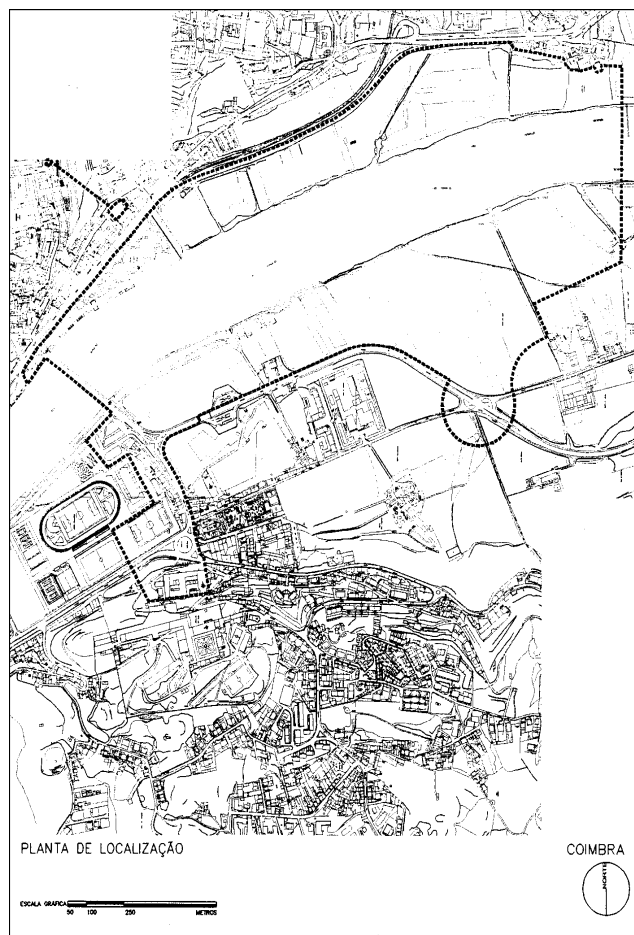 PLANTA DE LOCALIZAÇÃO
COIMBRA
NORTE
ESCALA GRAFICA
50 100 250 METROS